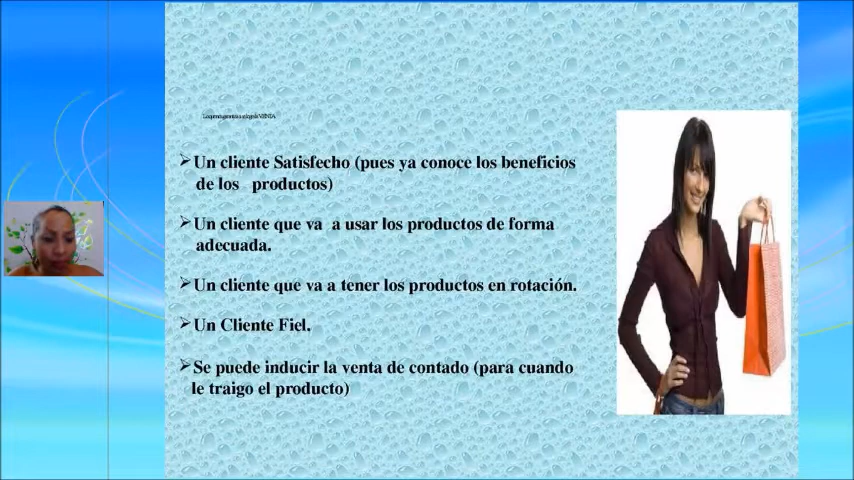 Un cliente Satisfecho (pues ya conoce los beneficios
de los productos)
Un cliente que va a usar los productos de forma
adecuada.
Un cliente que va a tener los productos en rotación.
Un Cliente Fiel.
Se puede inducir la venta de contado (para cuando
le traigo el producto)